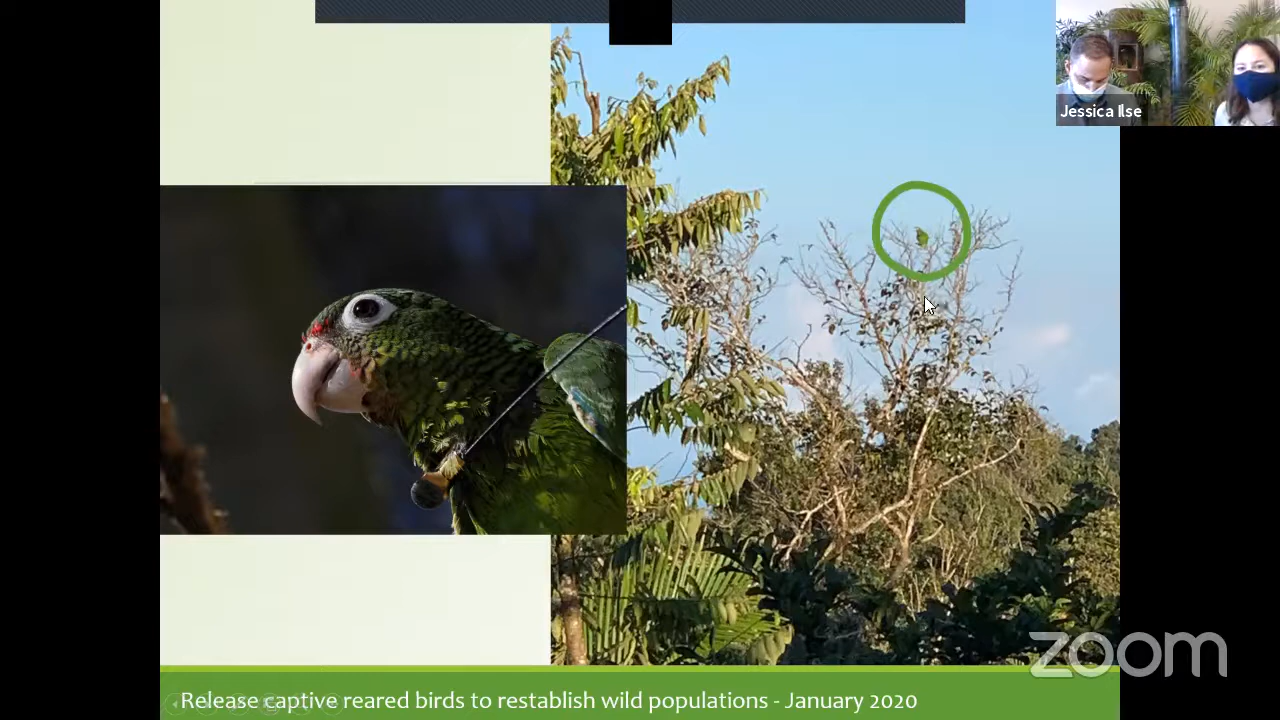 Jessica Ilse
zoom
Release captive reared birds to restablish wild populations - January 2020